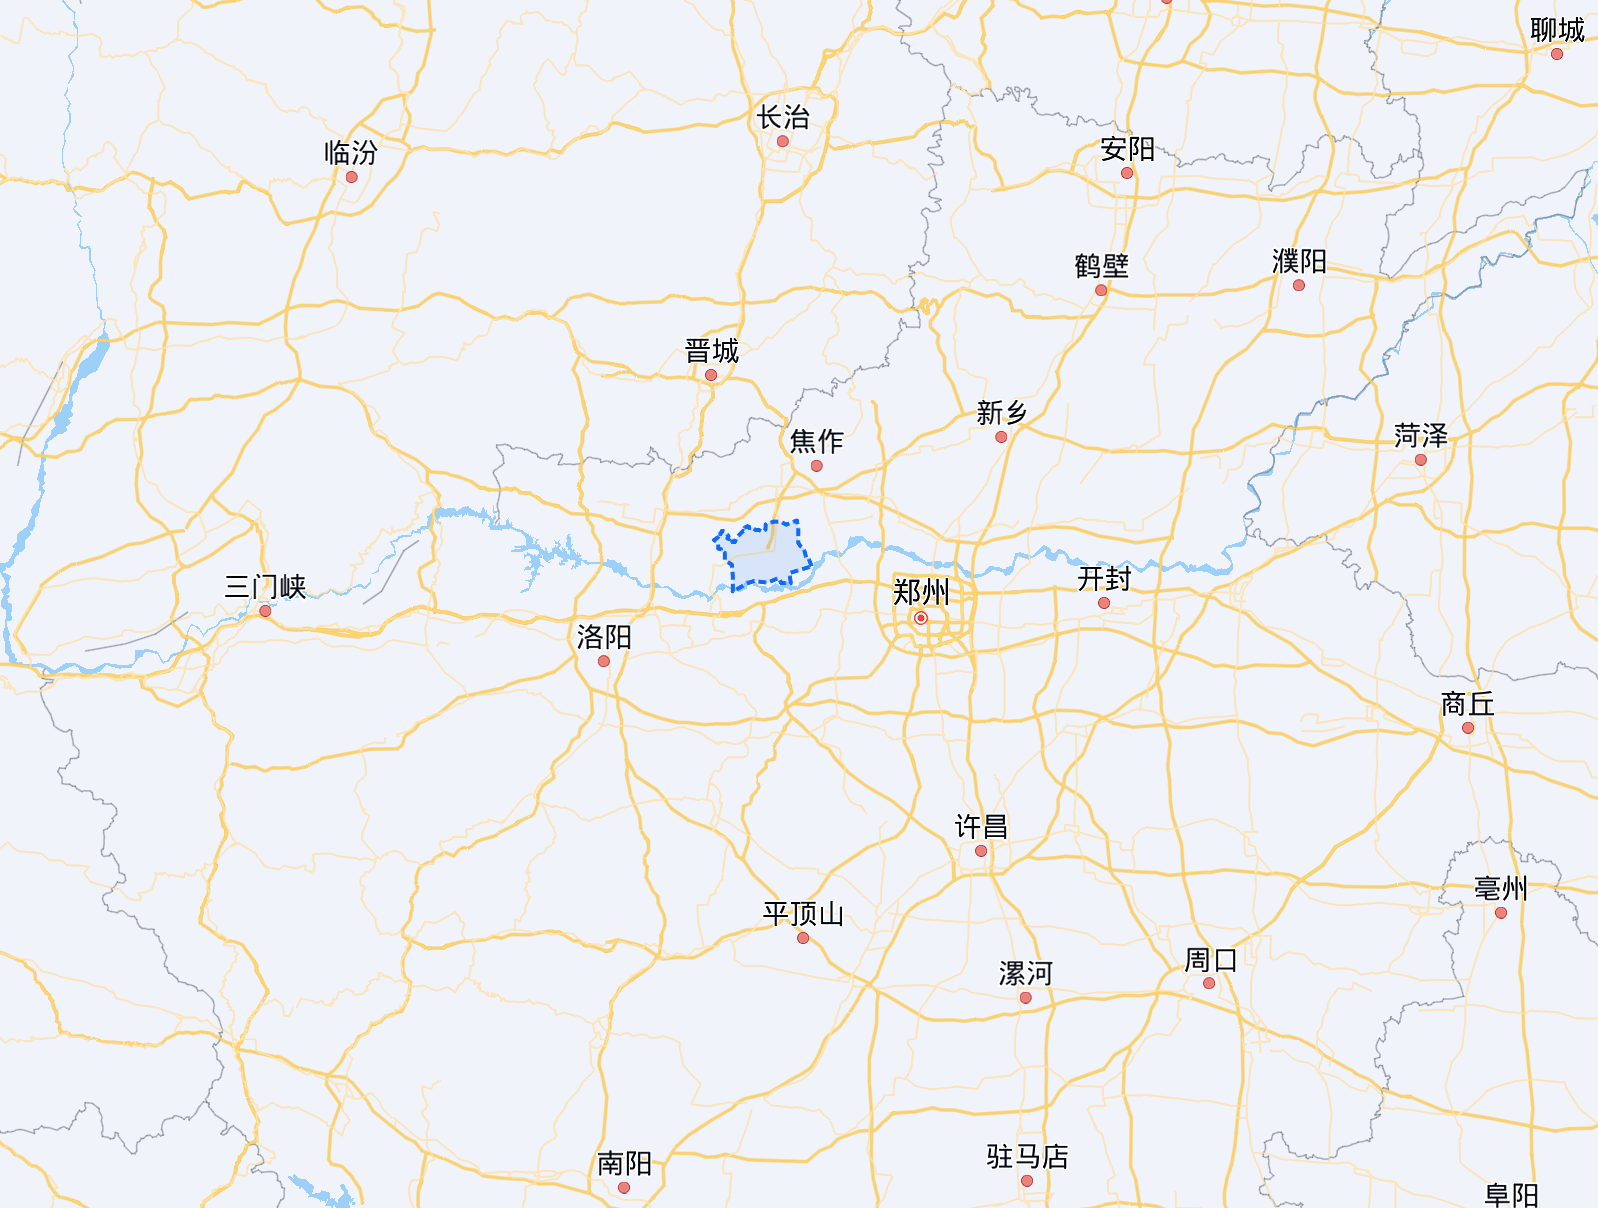 聊城
长治
临汾
安阳
鹤壁
濮阳
晋城
新乡
焦作
菏泽
三门峡
郑州
开封
洛阳
商丘
许昌
亳州
平顶山
周口
漯河
南阳
驻马店
阜阳